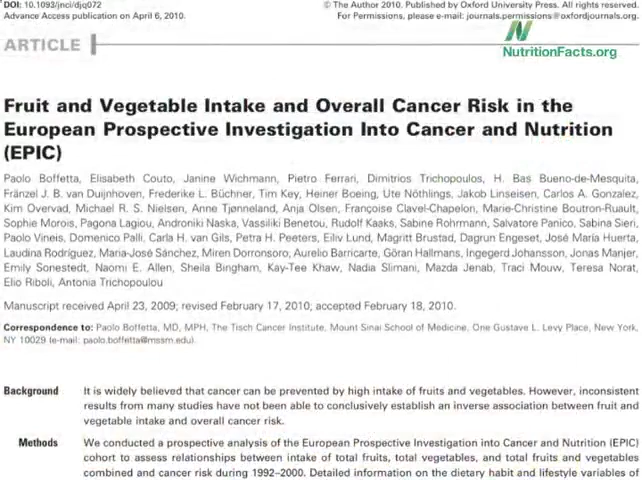 DOI: 10.1093/jnci/djq072
© The Author 2010. Published by Oxford University Press. All rights reserved.
Advance Access publication on April 6, 2010.
For Permissions, please e-mail: journals.permissions@oxfordjournals.org.
ARTICLE
NutritionFacts.org
Fruit and Vegetable Intake and Overall Cancer Risk in the
European Prospective Investigation Into Cancer and Nutrition
(EPIC)
Paolo Boffetta, Elisabeth Couto, Janine Wichmann, Pietro Ferrari, Dimitrios Trichopoulos, H. Bas Bueno-de-Mesquita,
Fränzel J. B. van Duijnhoven, Frederike L. Büchner, Tim Key, Heiner Boeing, Ute Nöthlings, Jakob Linseisen, Carlos A. Gonzalez,
Kim Overvad, Michael R. S. Nielsen, Anne Tjønneland, Anja Olsen, Françoise Clavel-Chapelon, Marie-Christine Boutron-Ruault,
Sophie Morois, Pagona Lagiou, Androniki Naska, Vassiliki Benetou, Rudolf Kaaks, Sabine Rohrmann, Salvatore Panico, Sabina Sieri,
Paolo Vineis, Domenico Palli, Carla H. van Gils, Petra H. Peeters, Eiliv Lund, Magritt Brustad, Dagrun Engeset, José María Huerta,
Laudina Rodríguez, Maria-José Sánchez, Miren Dorronsoro, Aurelio Barricarte, Göran Hallmans, Ingegerd Johansson, Jonas Manjer,
Emily Sonestedt, Naomi E. Allen, Sheila Bingham, Kay-Tee Khaw, Nadia Slimani, Mazda Jenab, Traci Mouw, Teresa Norat,
Elio Riboli, Antonia Trichopoulou
Manuscript received April 23, 2009; revised February 17, 2010; accepted February 18, 2010.
Correspondence to: Paolo Boffetta, MD, MPH, The Tisch Cancer Institute, Mount Sinai School of Medicine, One Gustave L. Levy Place, New York,
NY 10029 (e-mail: paolo.boffetta@mssm.edu).
Background It is widely believed that cancer can be prevented by high intake of fruits and vegetables. However, inconsistent
results from many studies have not been able to conclusively establish an inverse association between fruit and
vegetable intake and overall cancer risk.
Methods We conducted a prospective analysis of the European Prospective Investigation into Cancer and Nutrition (EPIC)
cohort to assess relationships between intake of total fruits, total vegetables, and total fruits and vegetables
combined and cancer risk during 1992–2000. Detailed information on the dietary habit and lifestyle variables of